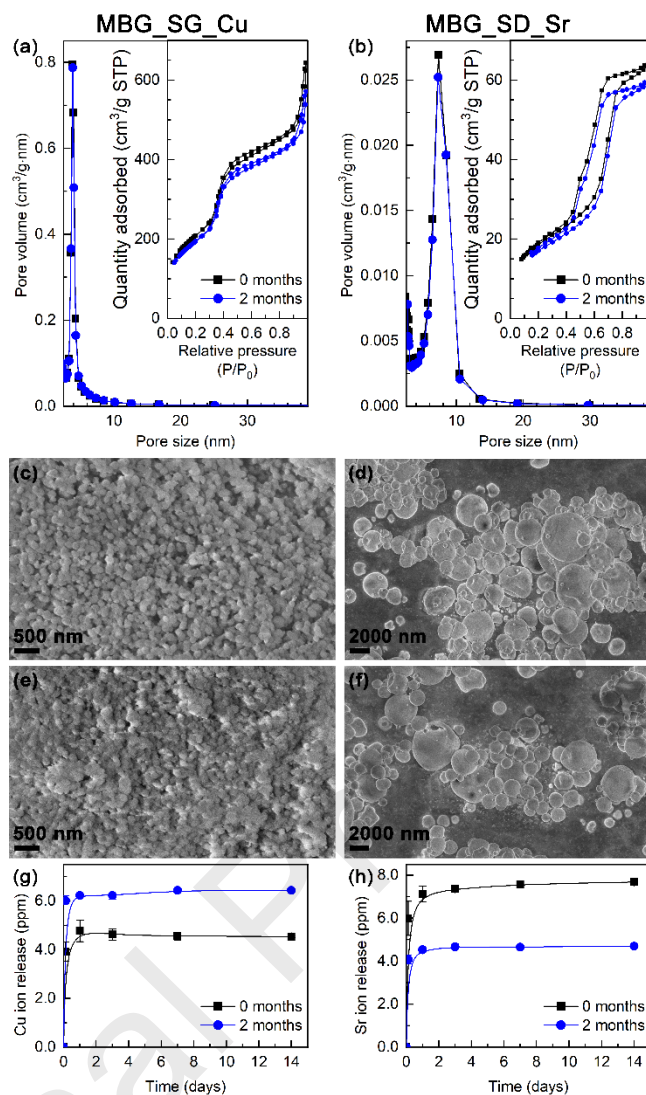 MBG_SG_Cu
MBG_SD_Sr
(a)
0.8
0.6
0.4
0.2
0.0
Pore volume (cm³/g·nm)
Quantity adsorbed (cm³/g STP)
600
400
200
0
0 months
2 months
0.0 0.2 0.4 0.6 0.8
Relative pressure
(P/P₀)
10 20 30
Pore size (nm)
(b)
0.025
0.020
0.015
0.010
0.005
0.000
Pore volume (cm³/g·nm)
Quantity adsorbed (cm³/g STP)
60
40
20
0
0 months
2 months
0.0 0.2 0.4 0.6 0.8
Relative pressure
(P/P₀)
10 20 30
Pore size (nm)
(c)
500 nm
(d)
2000 nm
(e)
500 nm
(f)
2000 nm
(g)
6.0
4.0
2.0
0.0
Cu ion release (ppm)
0 months
2 months
0 2 4 6 8 10 12 14
Time (days)
(h)
8.0
6.0
4.0
2.0
0.0
Sr ion release (ppm)
0 months
2 months
0 2 4 6 8 10 12 14
Time (days)